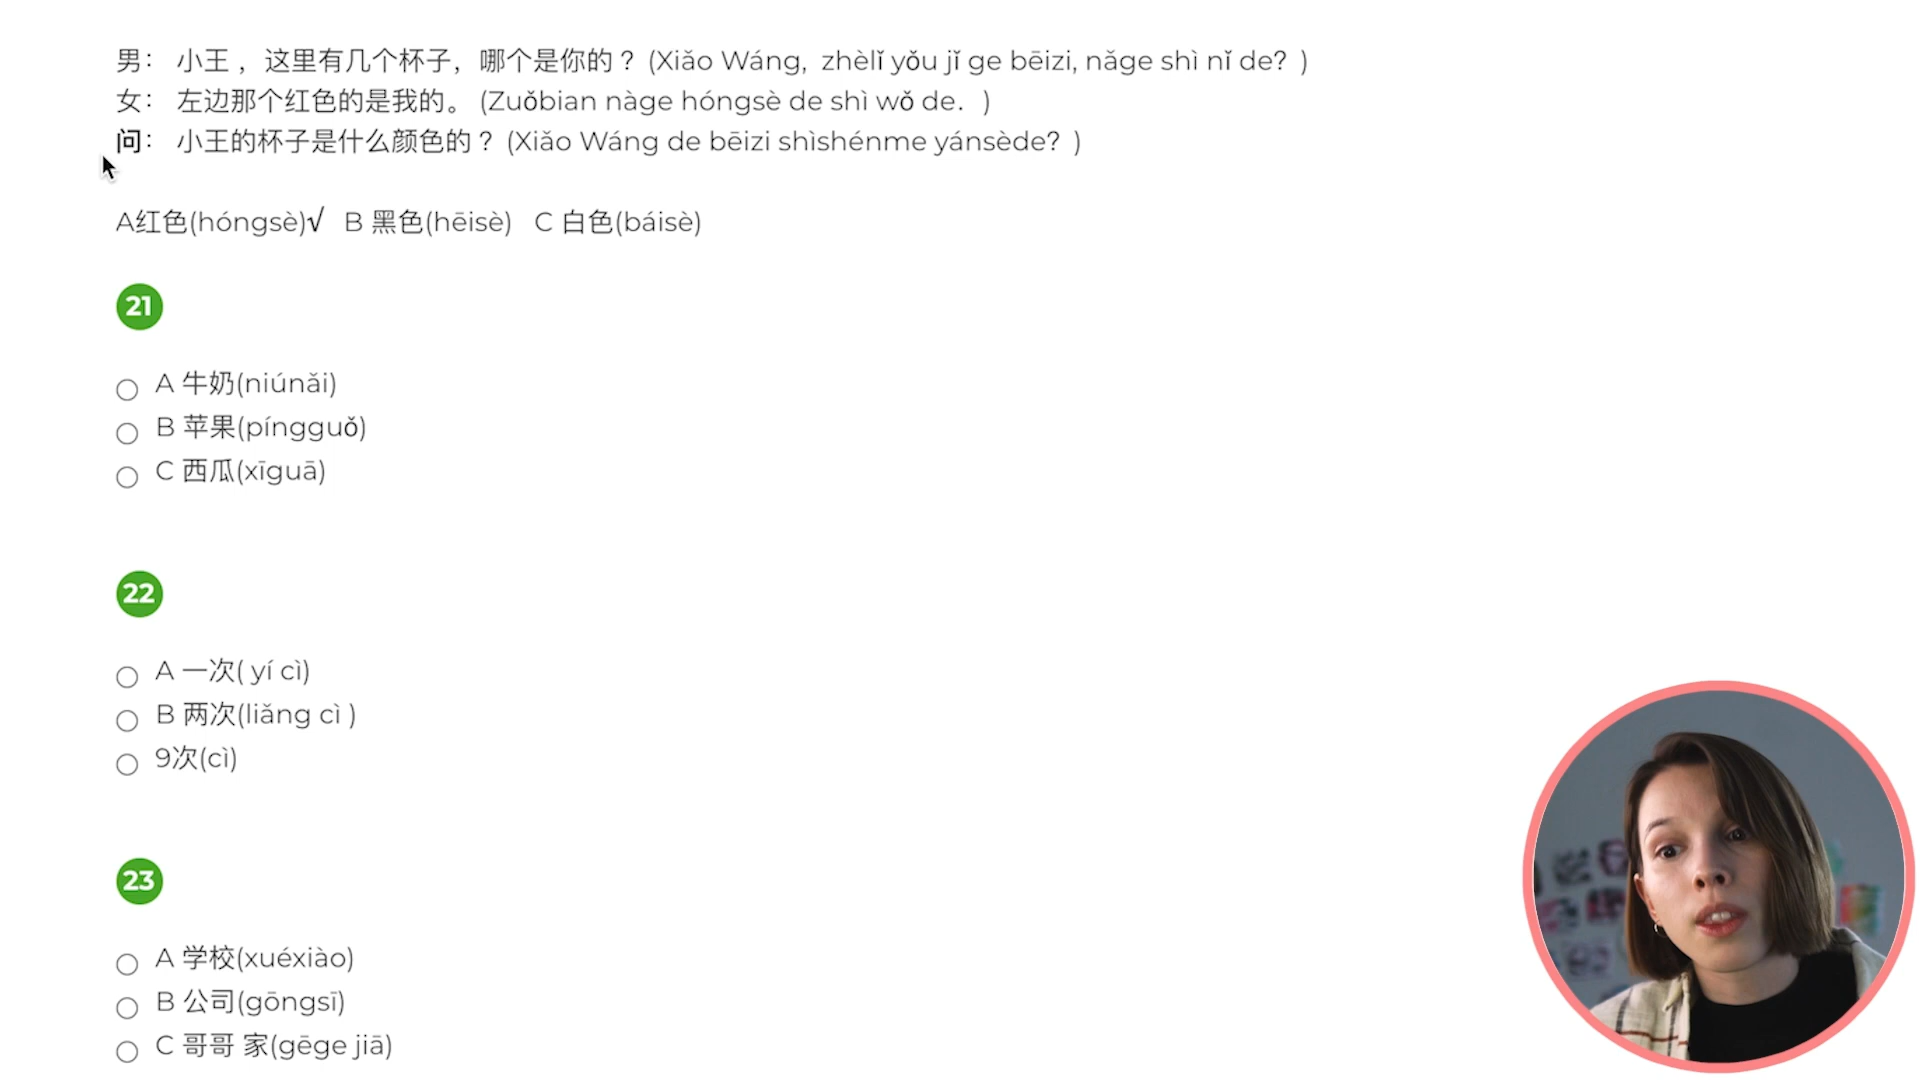 男： 小王 ，这里有几个杯子，哪个是你的？(Xiǎo Wáng, zhèlǐ yǒu jǐ ge bēizi, nǎge shì nǐ de? )
女： 左边那个红色的是我的。 (Zuǒbian nàge hóngsè de shì wǒ de. )
问： 小王的杯子是什么颜色的？(Xiǎo Wáng de bēizi shìshénme yánsède? )
A红色(hóngsè)√ B 黑色(hēisè) C 白色(báisè)
21
A 牛奶(niúnǎi)
B 苹果(píngguǒ)
C 西瓜(xīguā)
22
A 一次( yí cì)
B 两次(liǎng cì )
9次(cì)
23
A 学校(xuéxiào)
B 公司(gōngsī)
C 哥哥 家(gēge jiā)